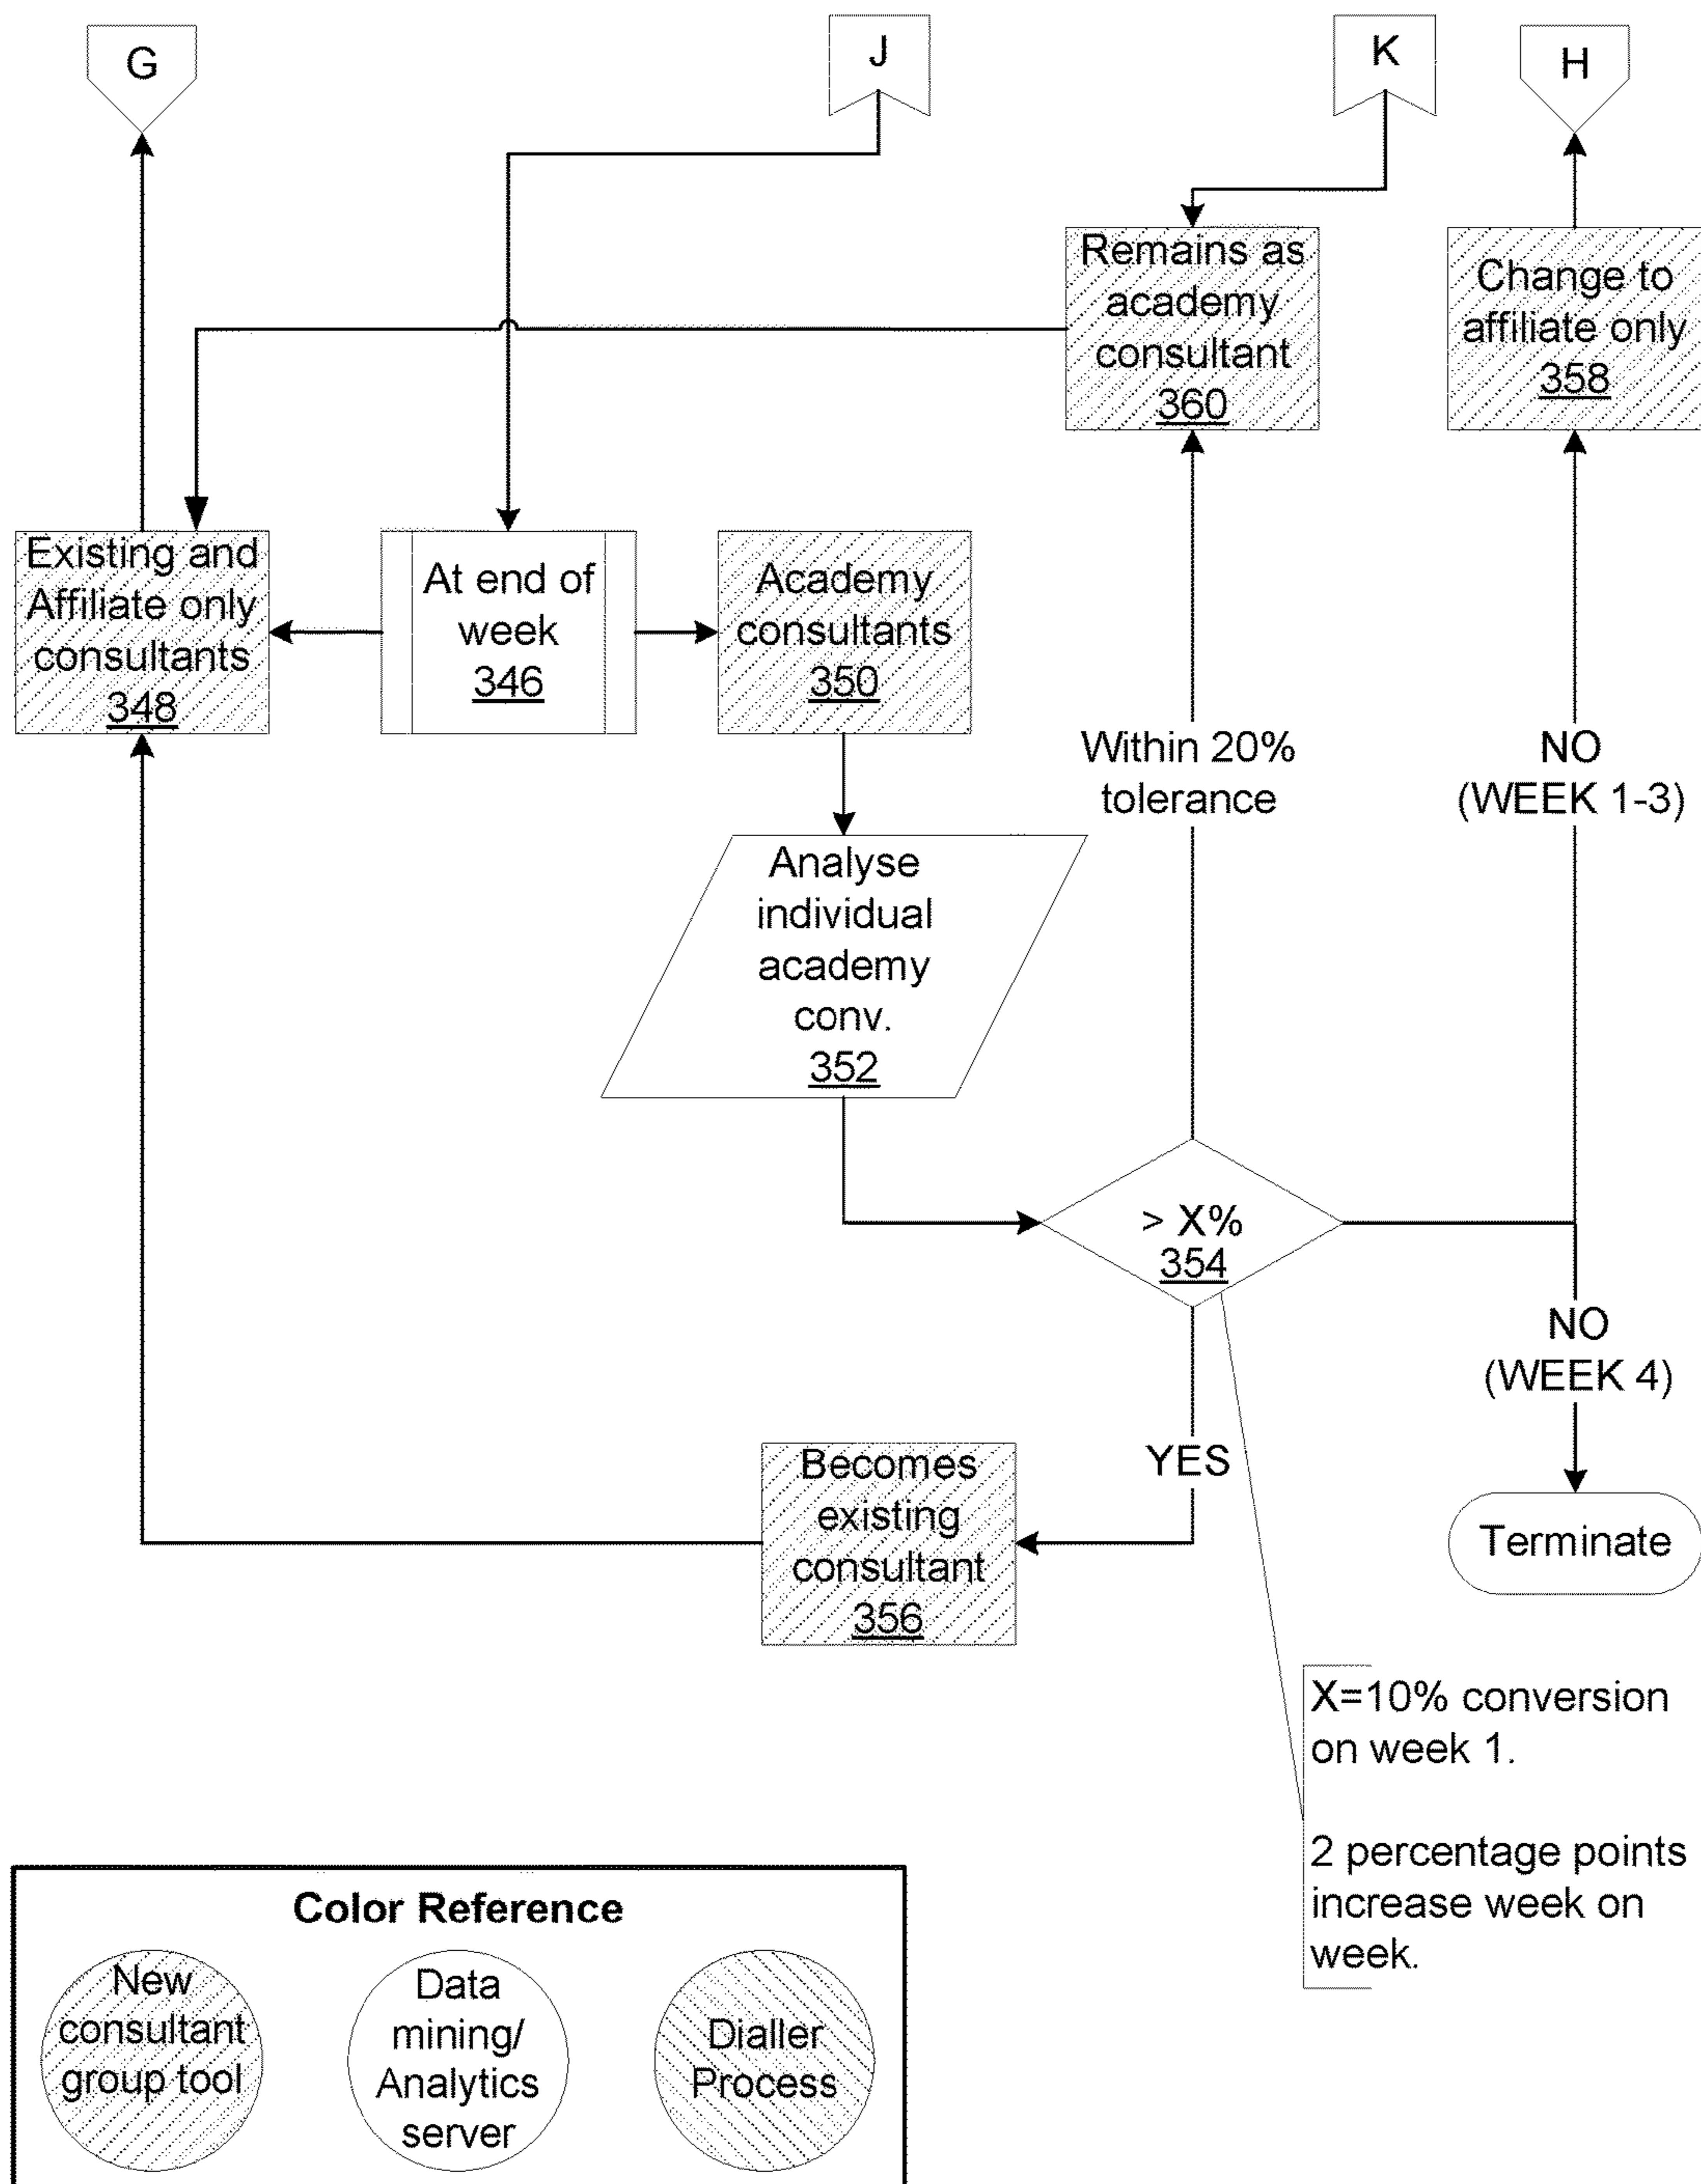 G
J
K
H
Remains as
academy
consultant
360
Change to
affiliate only
358
Existing and
Affiliate only
consultants
348
At end of
week
346
Academy
consultants
350
Within 20%
tolerance
NO
(WEEK 1-3)
Analyse
individual
academy
conv.
352
> X%
354
NO
(WEEK 4)
YES
Becomes
existing
consultant
356
Terminate
X=10% conversion
on week 1.
2 percentage points
increase week on
week.
Color Reference
New
consultant
group tool
Data
mining/
Analytics
server
Dialler
Process